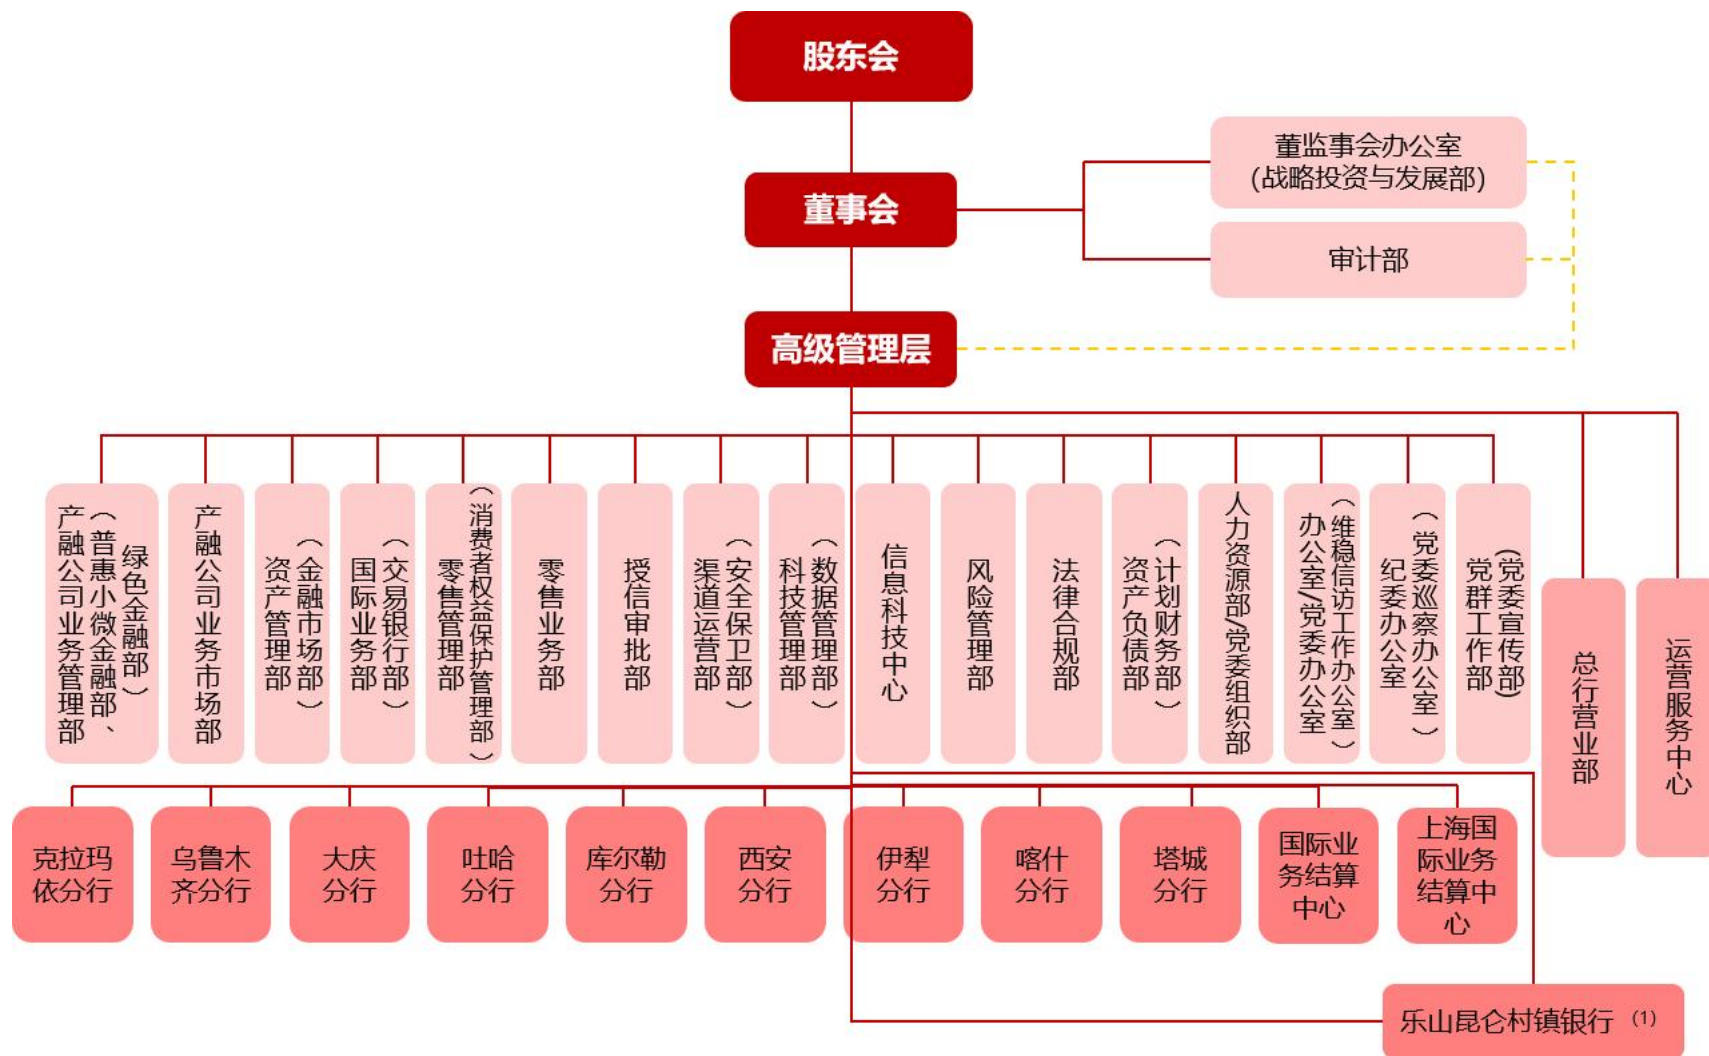 股东会
董监事会办公室
(战略投资与发展部)
董事会
审计部
高级管理层
产融公司业务管理部
（普惠小微金融部、
绿色金融部）
产融公司业务市场部
资产管理部
（金融市场部）
国际业务部
（交易银行部）
零售管理部
（消费者权益保护管理部）
零售业务部
授信审批部
渠道运营部
（安全保卫部）
科技管理部
（数据管理部）
信息科技中心
风险管理部
法律合规部
资产负债部
（计划财务部）
人力资源部/党委组织部
办公室/党委办公室
（维稳信访工作办公室）
纪委办公室
（党委巡察办公室）
党群工作部
(党委宣传部)
总行营业部
运营服务中心
克拉玛
依分行
乌鲁木
齐分行
大庆
分行
吐哈
分行
库尔勒
分行
西安
分行
伊犁
分行
喀什
分行
塔城
分行
国际业
务结算
中心
上海国
际业务
结算中
心
乐山昆仑村镇银行 (1)